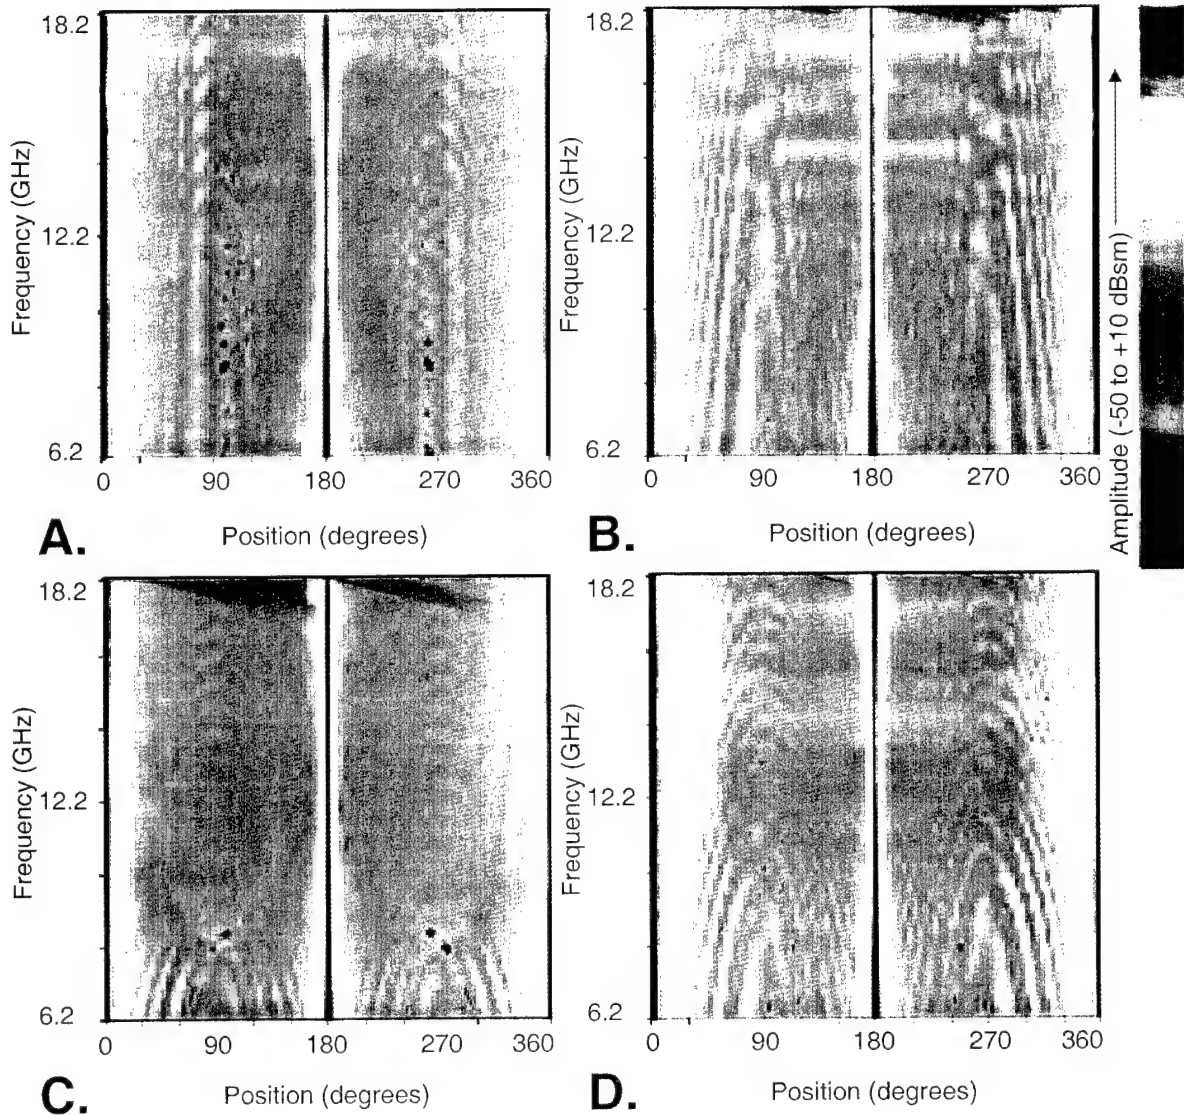 18.2
12.2
6.2
Frequency (GHz)
0 90 180 270 360
Position (degrees)
A.
18.2
12.2
6.2
Frequency (GHz)
0 90 180 270 360
Position (degrees)
B.
Amplitude (-50 to +10 dBsm)
18.2
12.2
6.2
Frequency (GHz)
0 90 180 270 360
Position (degrees)
C.
18.2
12.2
6.2
Frequency (GHz)
0 90 180 270 360
Position (degrees)
D.